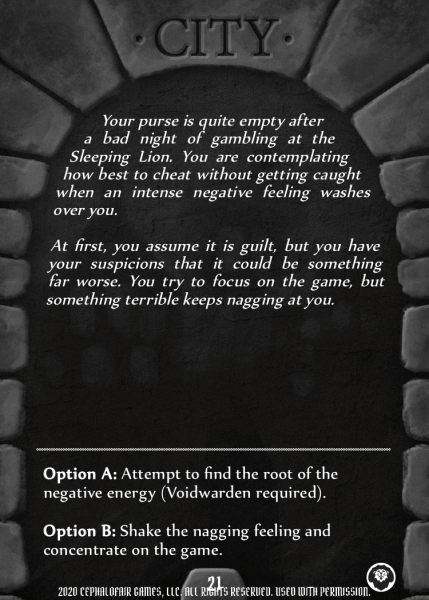 · CITY ·
Your purse is quite empty after
a bad night of gambling at the
Sleeping Lion. You are contemplating
how best to cheat without getting caught
when an intense negative feeling washes
over you.
At first, you assume it is guilt, but you have
your suspicions that it could be something
far worse. You try to focus on the game, but
something terrible keeps nagging at you.
Option A: Attempt to find the root of the
negative energy (Voidwarden required).
Option B: Shake the nagging feeling and
concentrate on the game.
21
2020 CEPHALOFAIR GAMES, LLC. ALL RIGHTS RESERVED. USED WITH PERMISSION.